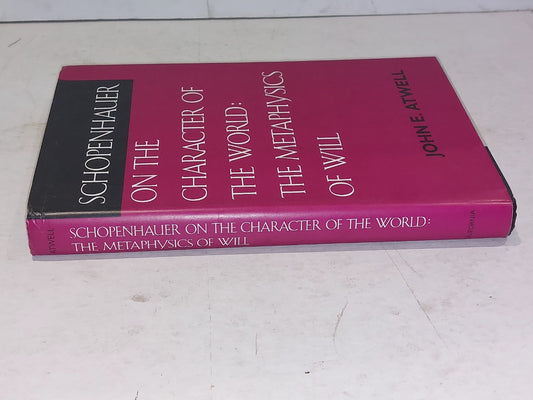 SCHOPENHAUER
ON THE
CHARACTER OF
THE WORLD:
THE METAPHYSICS
OF WILL
JOHN E. ATWELL
ATWELL
SCHOPENHAUER ON THE CHARACTER OF THE WORLD:
THE METAPHYSICS OF WILL